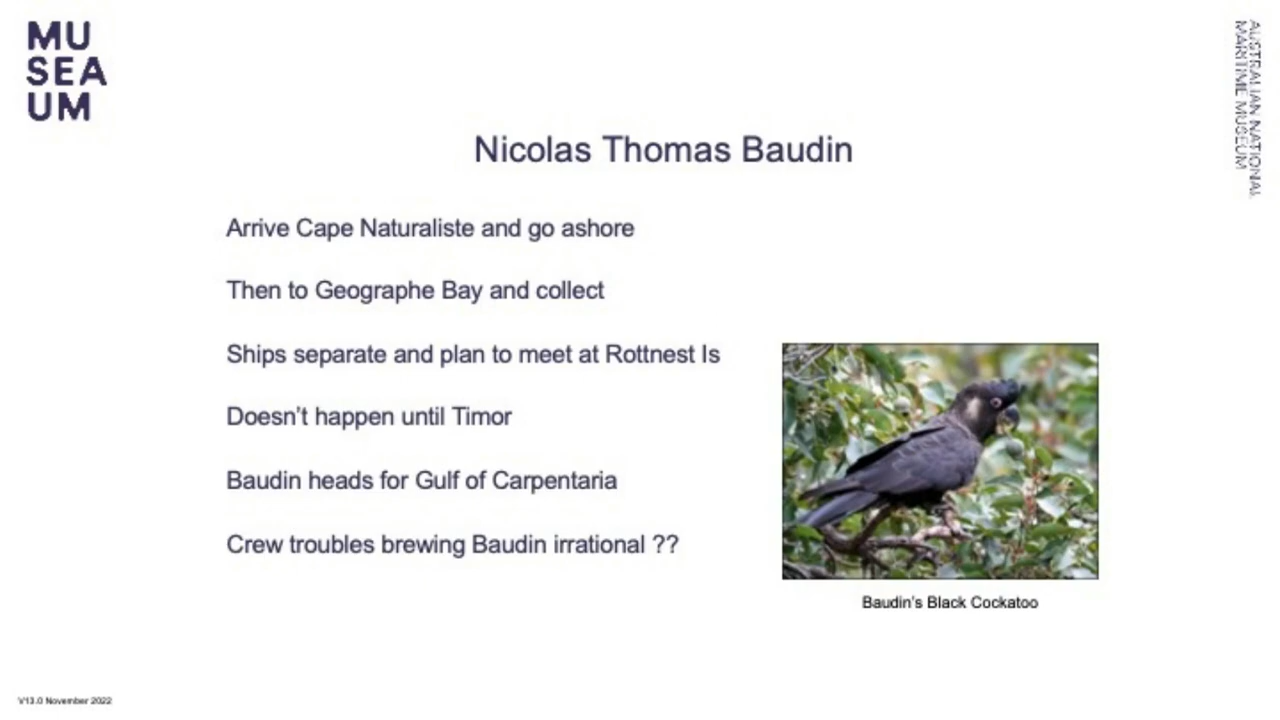 MU
SEA
UM
AUSTRALIAN NATIONAL
MARITIME MUSEUM
Nicolas Thomas Baudin
Arrive Cape Naturaliste and go ashore
Then to Geographe Bay and collect
Ships separate and plan to meet at Rottnest Is
Doesn’t happen until Timor
Baudin heads for Gulf of Carpentaria
Crew troubles brewing Baudin irrational ??
Baudin’s Black Cockatoo
V13.0 November 2022